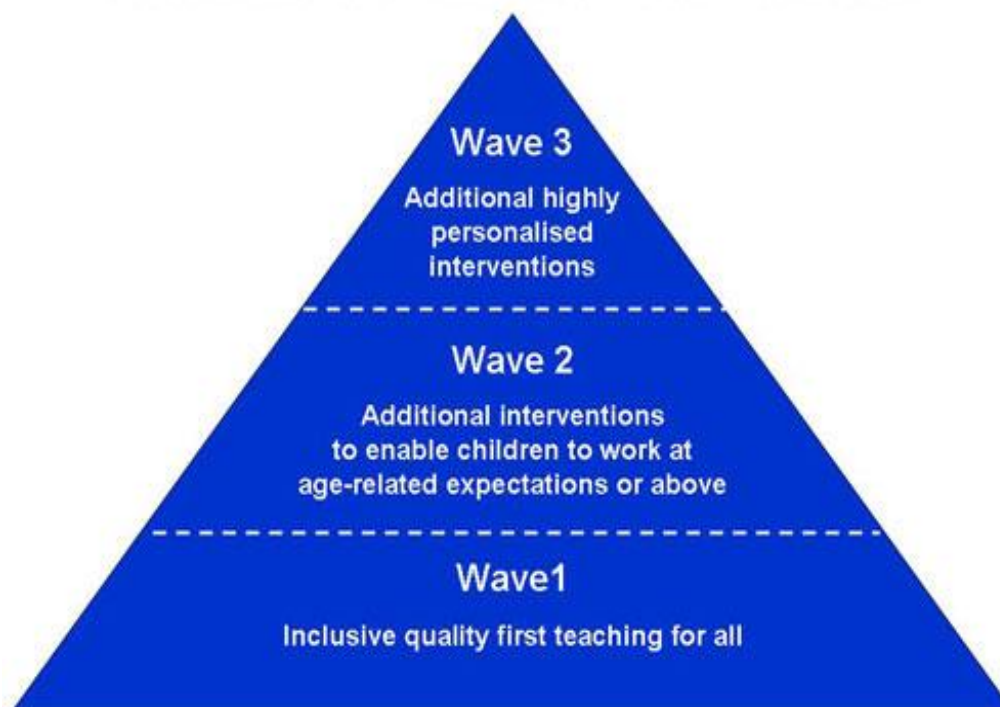 Wave 3
Additional highly
personalised
interventions
Wave 2
Additional interventions
to enable children to work at
age-related expectations or above
Wave1
Inclusive quality first teaching for all